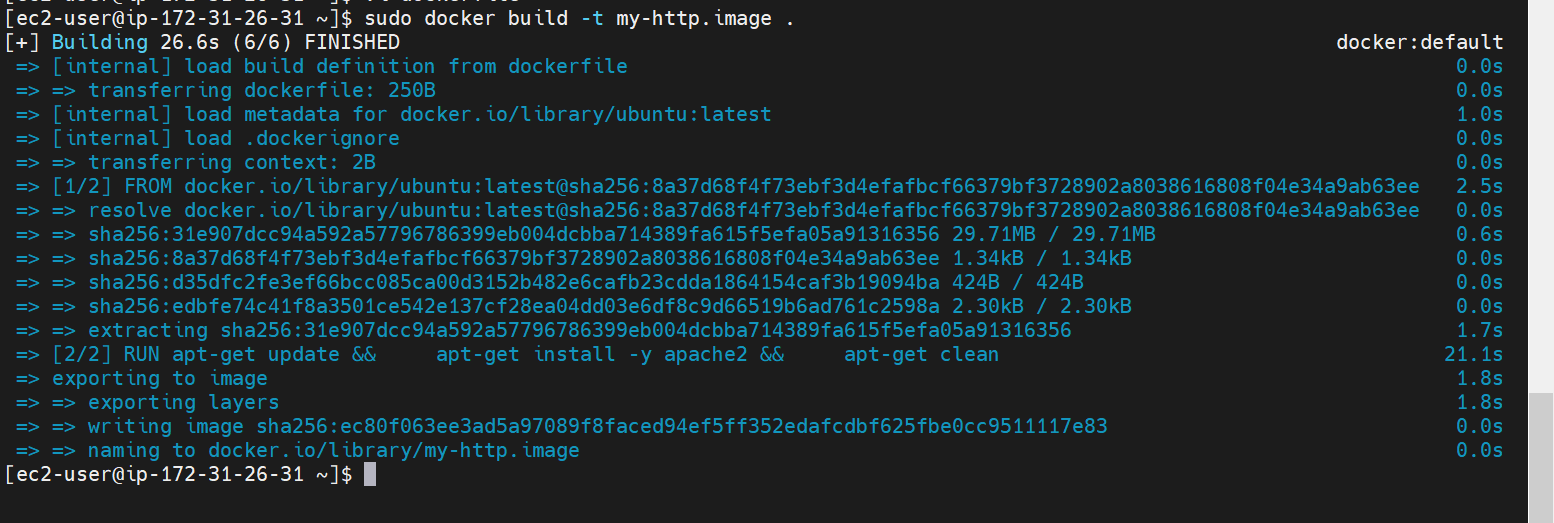 [ec2-user@ip-172-31-26-31 ~]$ sudo docker build -t my-http.image .
[+] Building 26.6s (6/6) FINISHED docker:default
=> [internal] load build definition from dockerfile 0.0s
=> => transferring dockerfile: 250B 0.0s
=> [internal] load metadata for docker.io/library/ubuntu:latest 1.0s
=> [internal] load .dockerignore 0.0s
=> => transferring context: 2B 0.0s
=> [1/2] FROM docker.io/library/ubuntu:latest@sha256:8a37d68f4f73ebf3d4efafbcf66379bf3728902a8038616808f04e34a9ab63ee 2.5s
=> => resolve docker.io/library/ubuntu:latest@sha256:8a37d68f4f73ebf3d4efafbcf66379bf3728902a8038616808f04e34a9ab63ee 0.0s
=> => sha256:31e907dcc94a592a57796786399eb004dcbba714389fa615f5efa05a91316356 29.71MB / 29.71MB 0.6s
=> => sha256:8a37d68f4f73ebf3d4efafbcf66379bf3728902a8038616808f04e34a9ab63ee 1.34kB / 1.34kB 0.0s
=> => sha256:d35dfc2fe3ef66bcc085ca00d3152b482e6cafb23cdda1864154caf3b19094ba 424B / 424B 0.0s
=> => sha256:edbfe74c41f8a3501ce542e137cf28ea04dd03e6df8c9d66519b6ad761c2598a 2.30kB / 2.30kB 0.0s
=> => extracting sha256:31e907dcc94a592a57796786399eb004dcbba714389fa615f5efa05a91316356 1.7s
=> [2/2] RUN apt-get update &&     apt-get install -y apache2 &&     apt-get clean 21.1s
=> exporting to image 1.8s
=> => exporting layers 1.8s
=> => writing image sha256:ec80f063ee3ad5a97089f8faced94ef5ff352edafcdbf625fbe0cc9511117e83 0.0s
=> => naming to docker.io/library/my-http.image 0.0s
[ec2-user@ip-172-31-26-31 ~]$